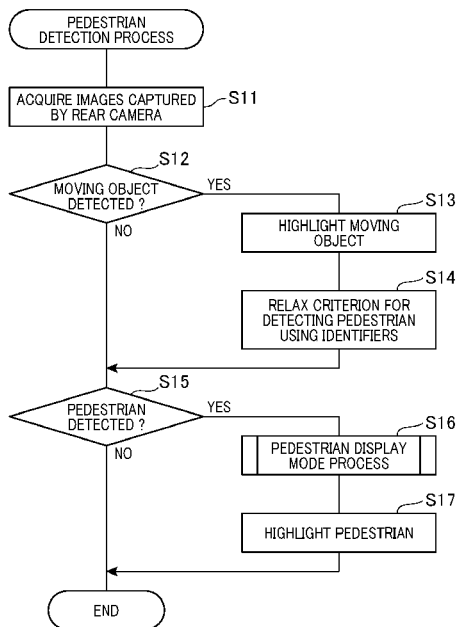 PEDESTRIAN
DETECTION PROCESS
ACQUIRE IMAGES CAPTURED
BY REAR CAMERA
S11
S12
MOVING OBJECT
DETECTED ?
YES
NO
S13
HIGHLIGHT MOVING
OBJECT
S14
RELAX CRITERION FOR
DETECTING PEDESTRIAN
USING IDENTIFIERS
S15
PEDESTRIAN
DETECTED ?
YES
NO
S16
PEDESTRIAN DISPLAY
MODE PROCESS
S17
HIGHLIGHT PEDESTRIAN
END